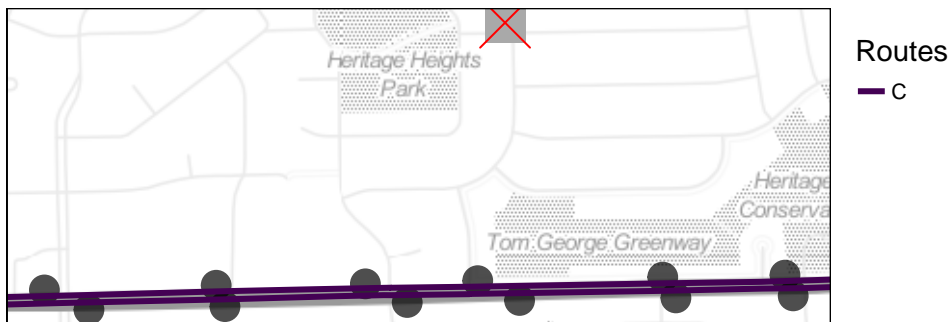 Heritage Heights
Park
Routes
C
Heritage
Conserva
Tom George Greenway